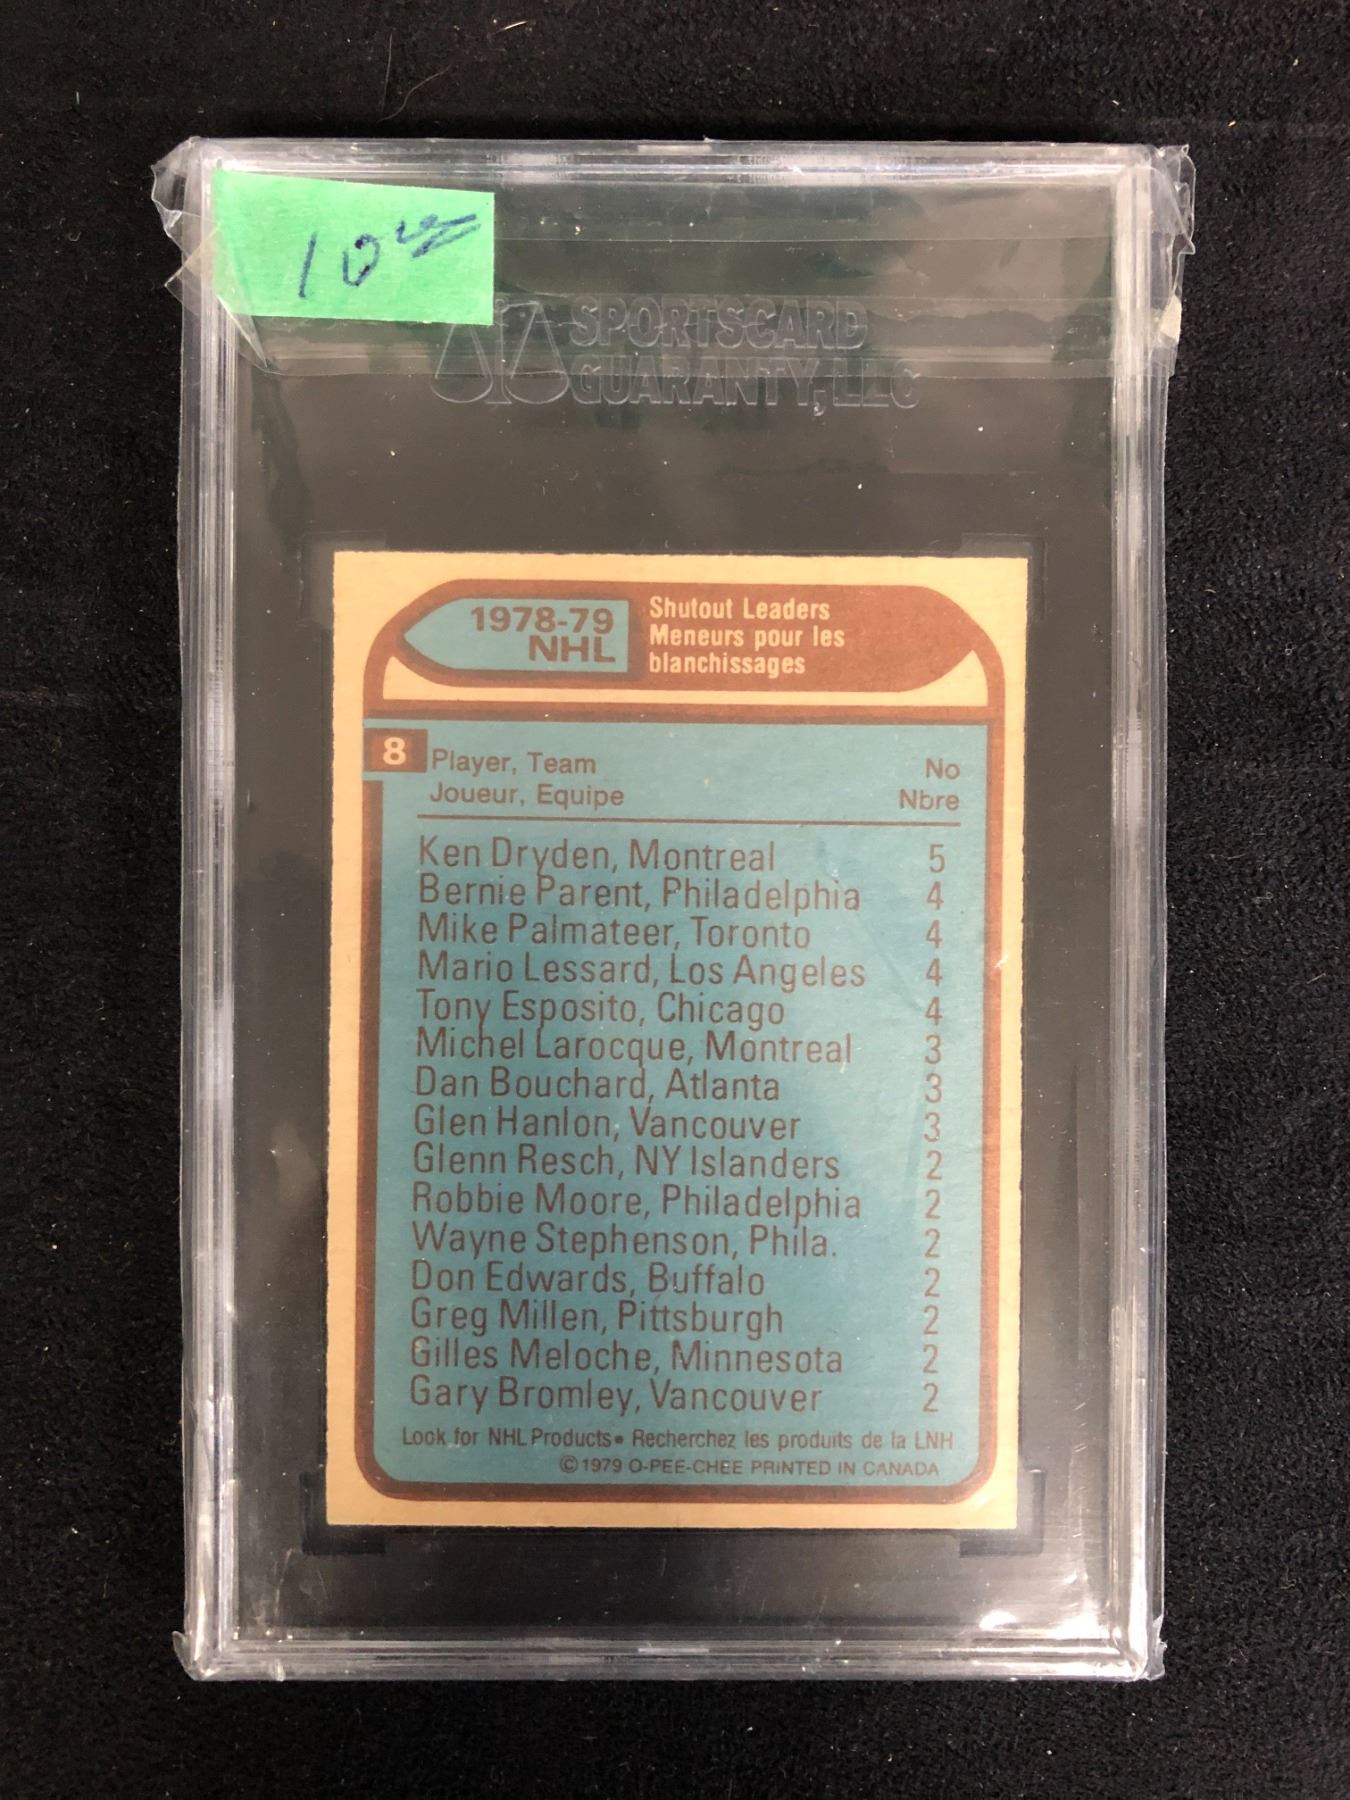 10.00
SPORTSCARD
GUARANTY, LLC
1978-79
NHL
Shutout Leaders
Meneurs pour les
blanchissages
8
Player, Team No
Joueur, Equipe Nbre
Ken Dryden, Montreal 5
Bernie Parent, Philadelphia 4
Mike Palmateer, Toronto 4
Mario Lessard, Los Angeles 4
Tony Esposito, Chicago 4
Michel Larocque, Montreal 3
Dan Bouchard, Atlanta 3
Glen Hanlon, Vancouver 3
Glenn Resch, NY Islanders 2
Robbie Moore, Philadelphia 2
Wayne Stephenson, Phila. 2
Don Edwards, Buffalo 2
Greg Millen, Pittsburgh 2
Gilles Meloche, Minnesota 2
Gary Bromley, Vancouver 2
Look for NHL Products • Recherchez les produits de la LNH
©1979 O-PEE-CHEE PRINTED IN CANADA